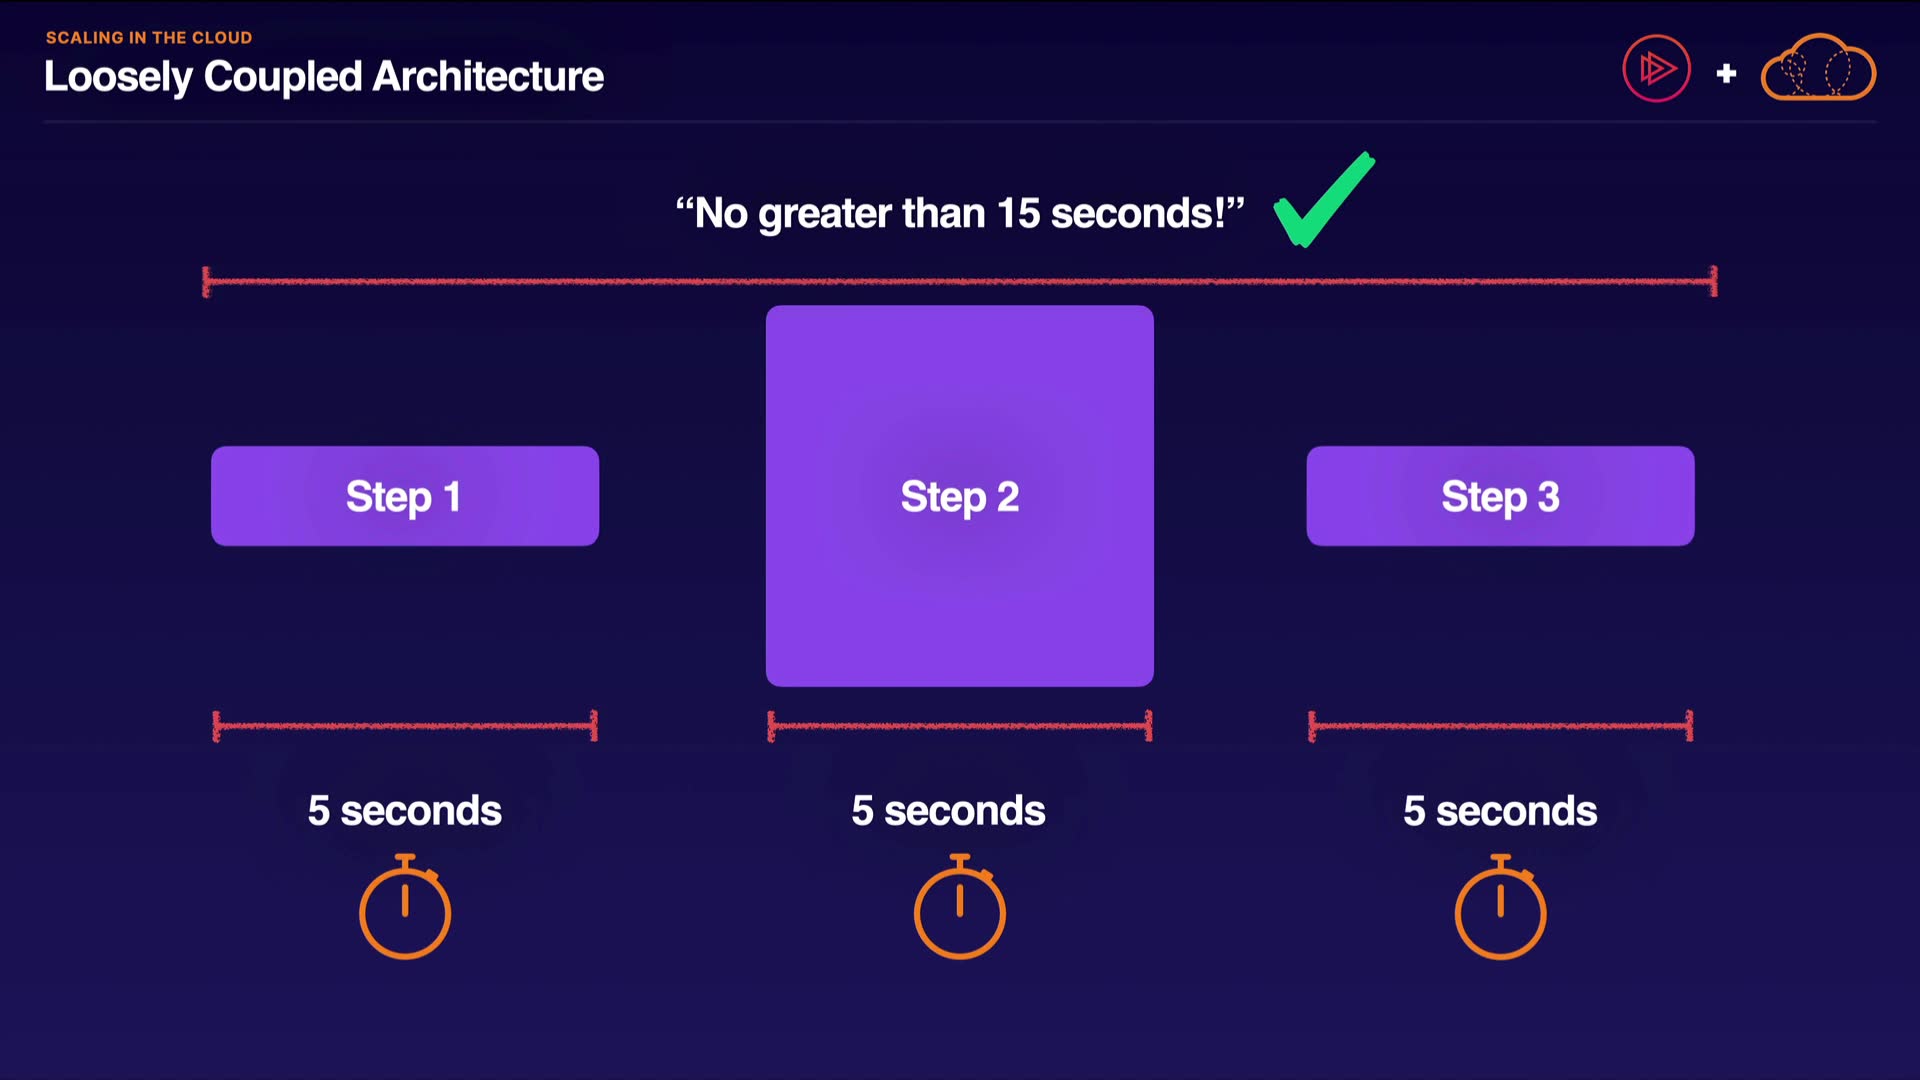 SCALING IN THE CLOUD
Loosely Coupled Architecture
“No greater than 15 seconds!”
Step 1
Step 2
Step 3
5 seconds
5 seconds
5 seconds